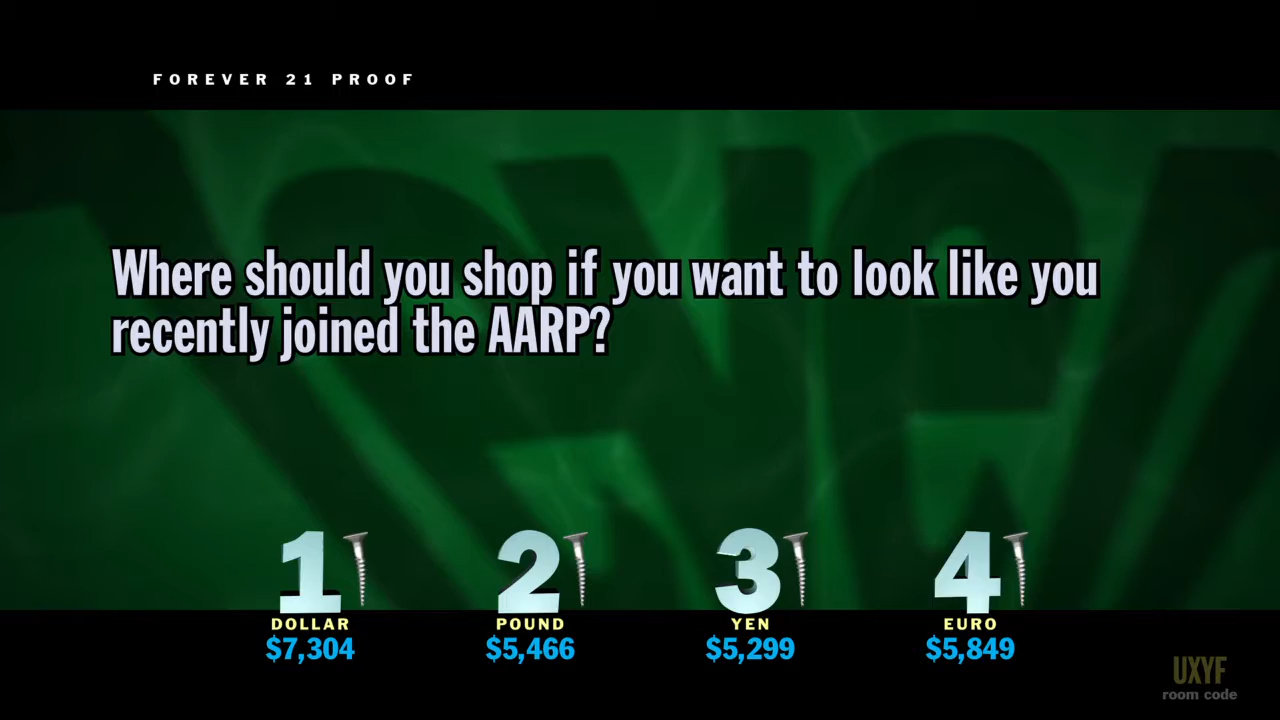 FOREVER 21 PROOF
Where should you shop if you want to look like you
recently joined the AARP?
1 2 3 4
DOLLAR POUND YEN EURO
$7,304 $5,466 $5,299 $5,849
UXYF
room code